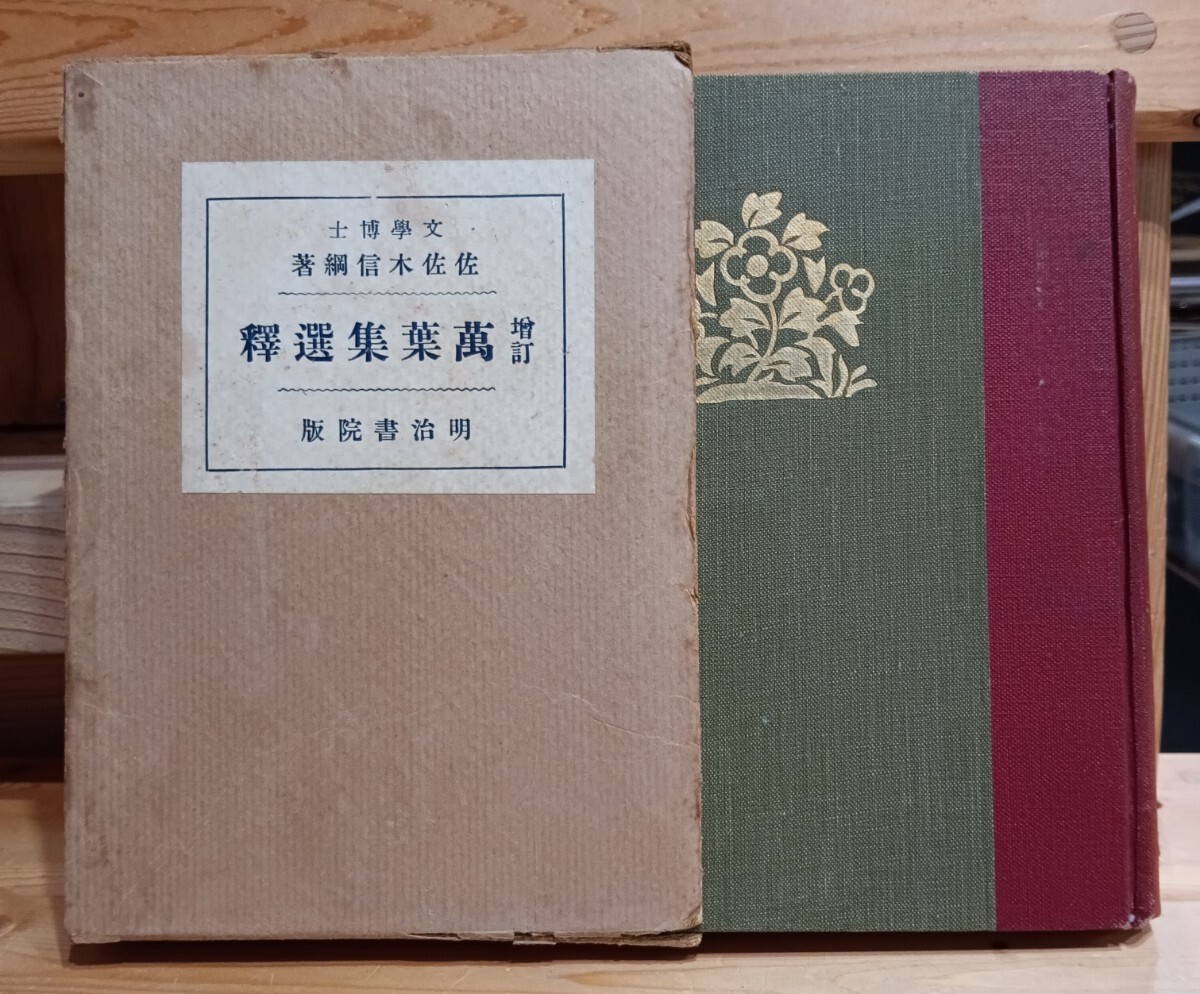 文學博士
佐佐木信綱著
增訂 萬葉集選釋
明治書院版